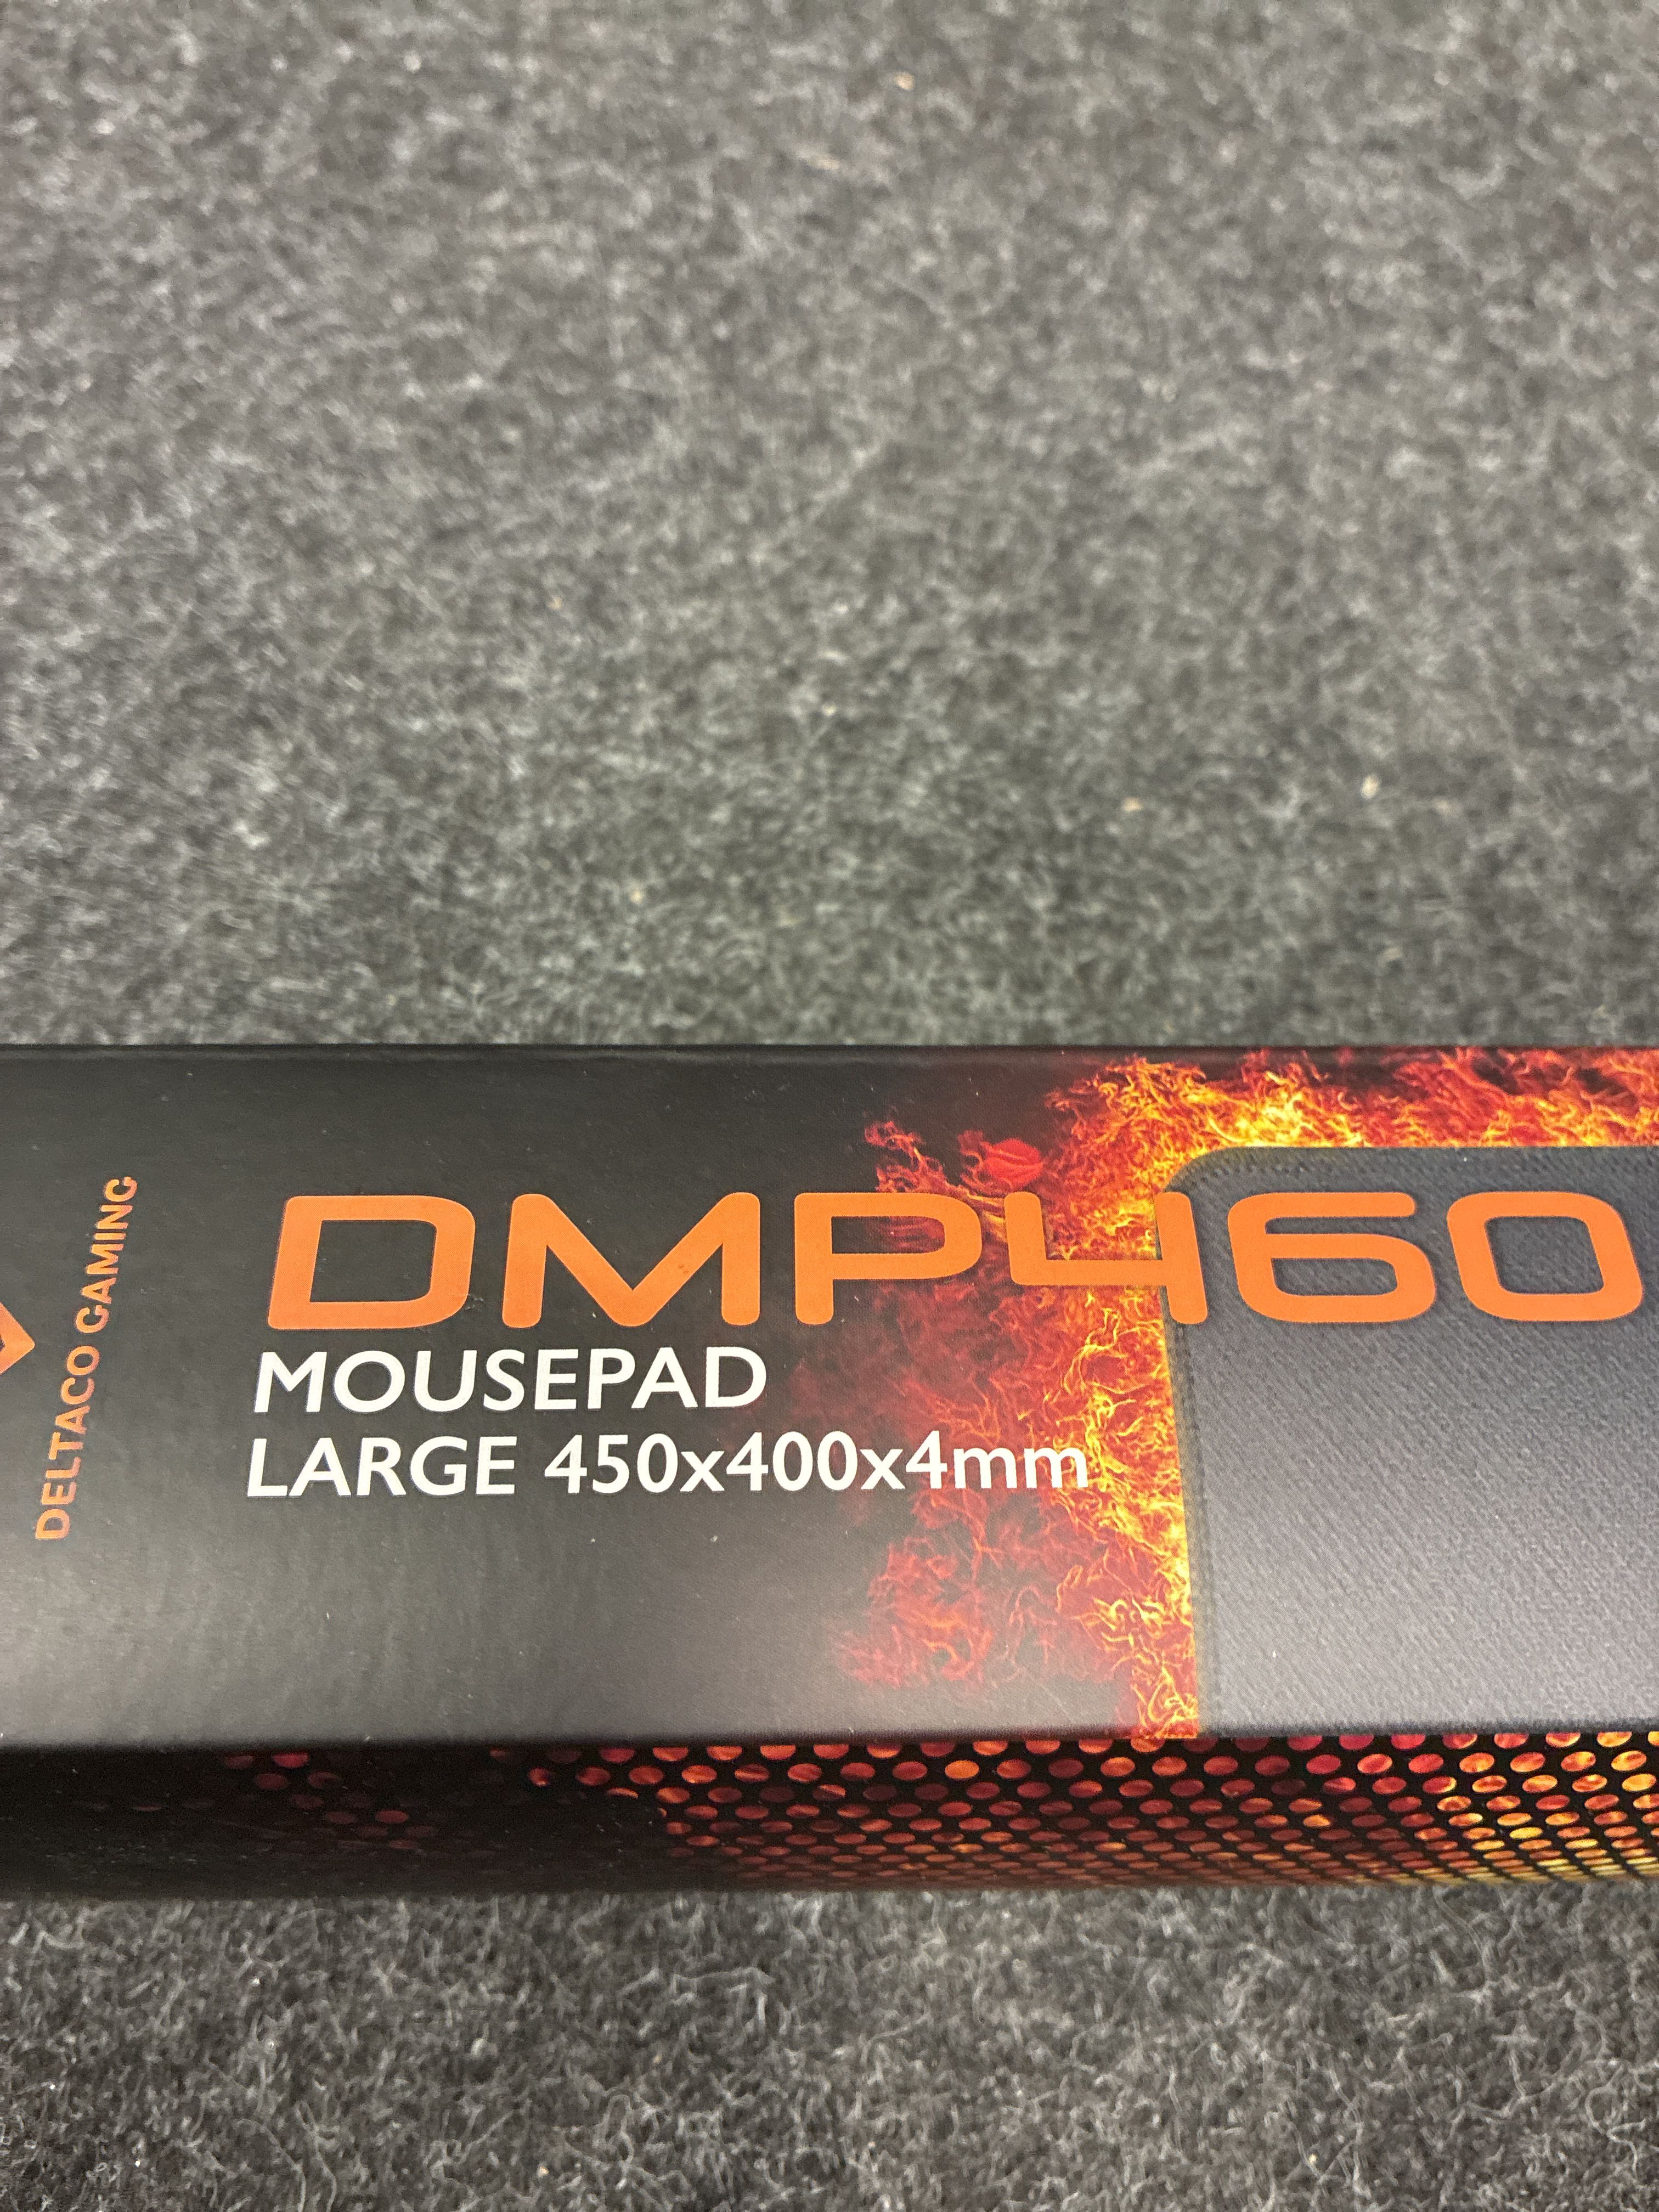 DELTACO GAMING
DMP460
MOUSEPAD
LARGE 450x400x4mm